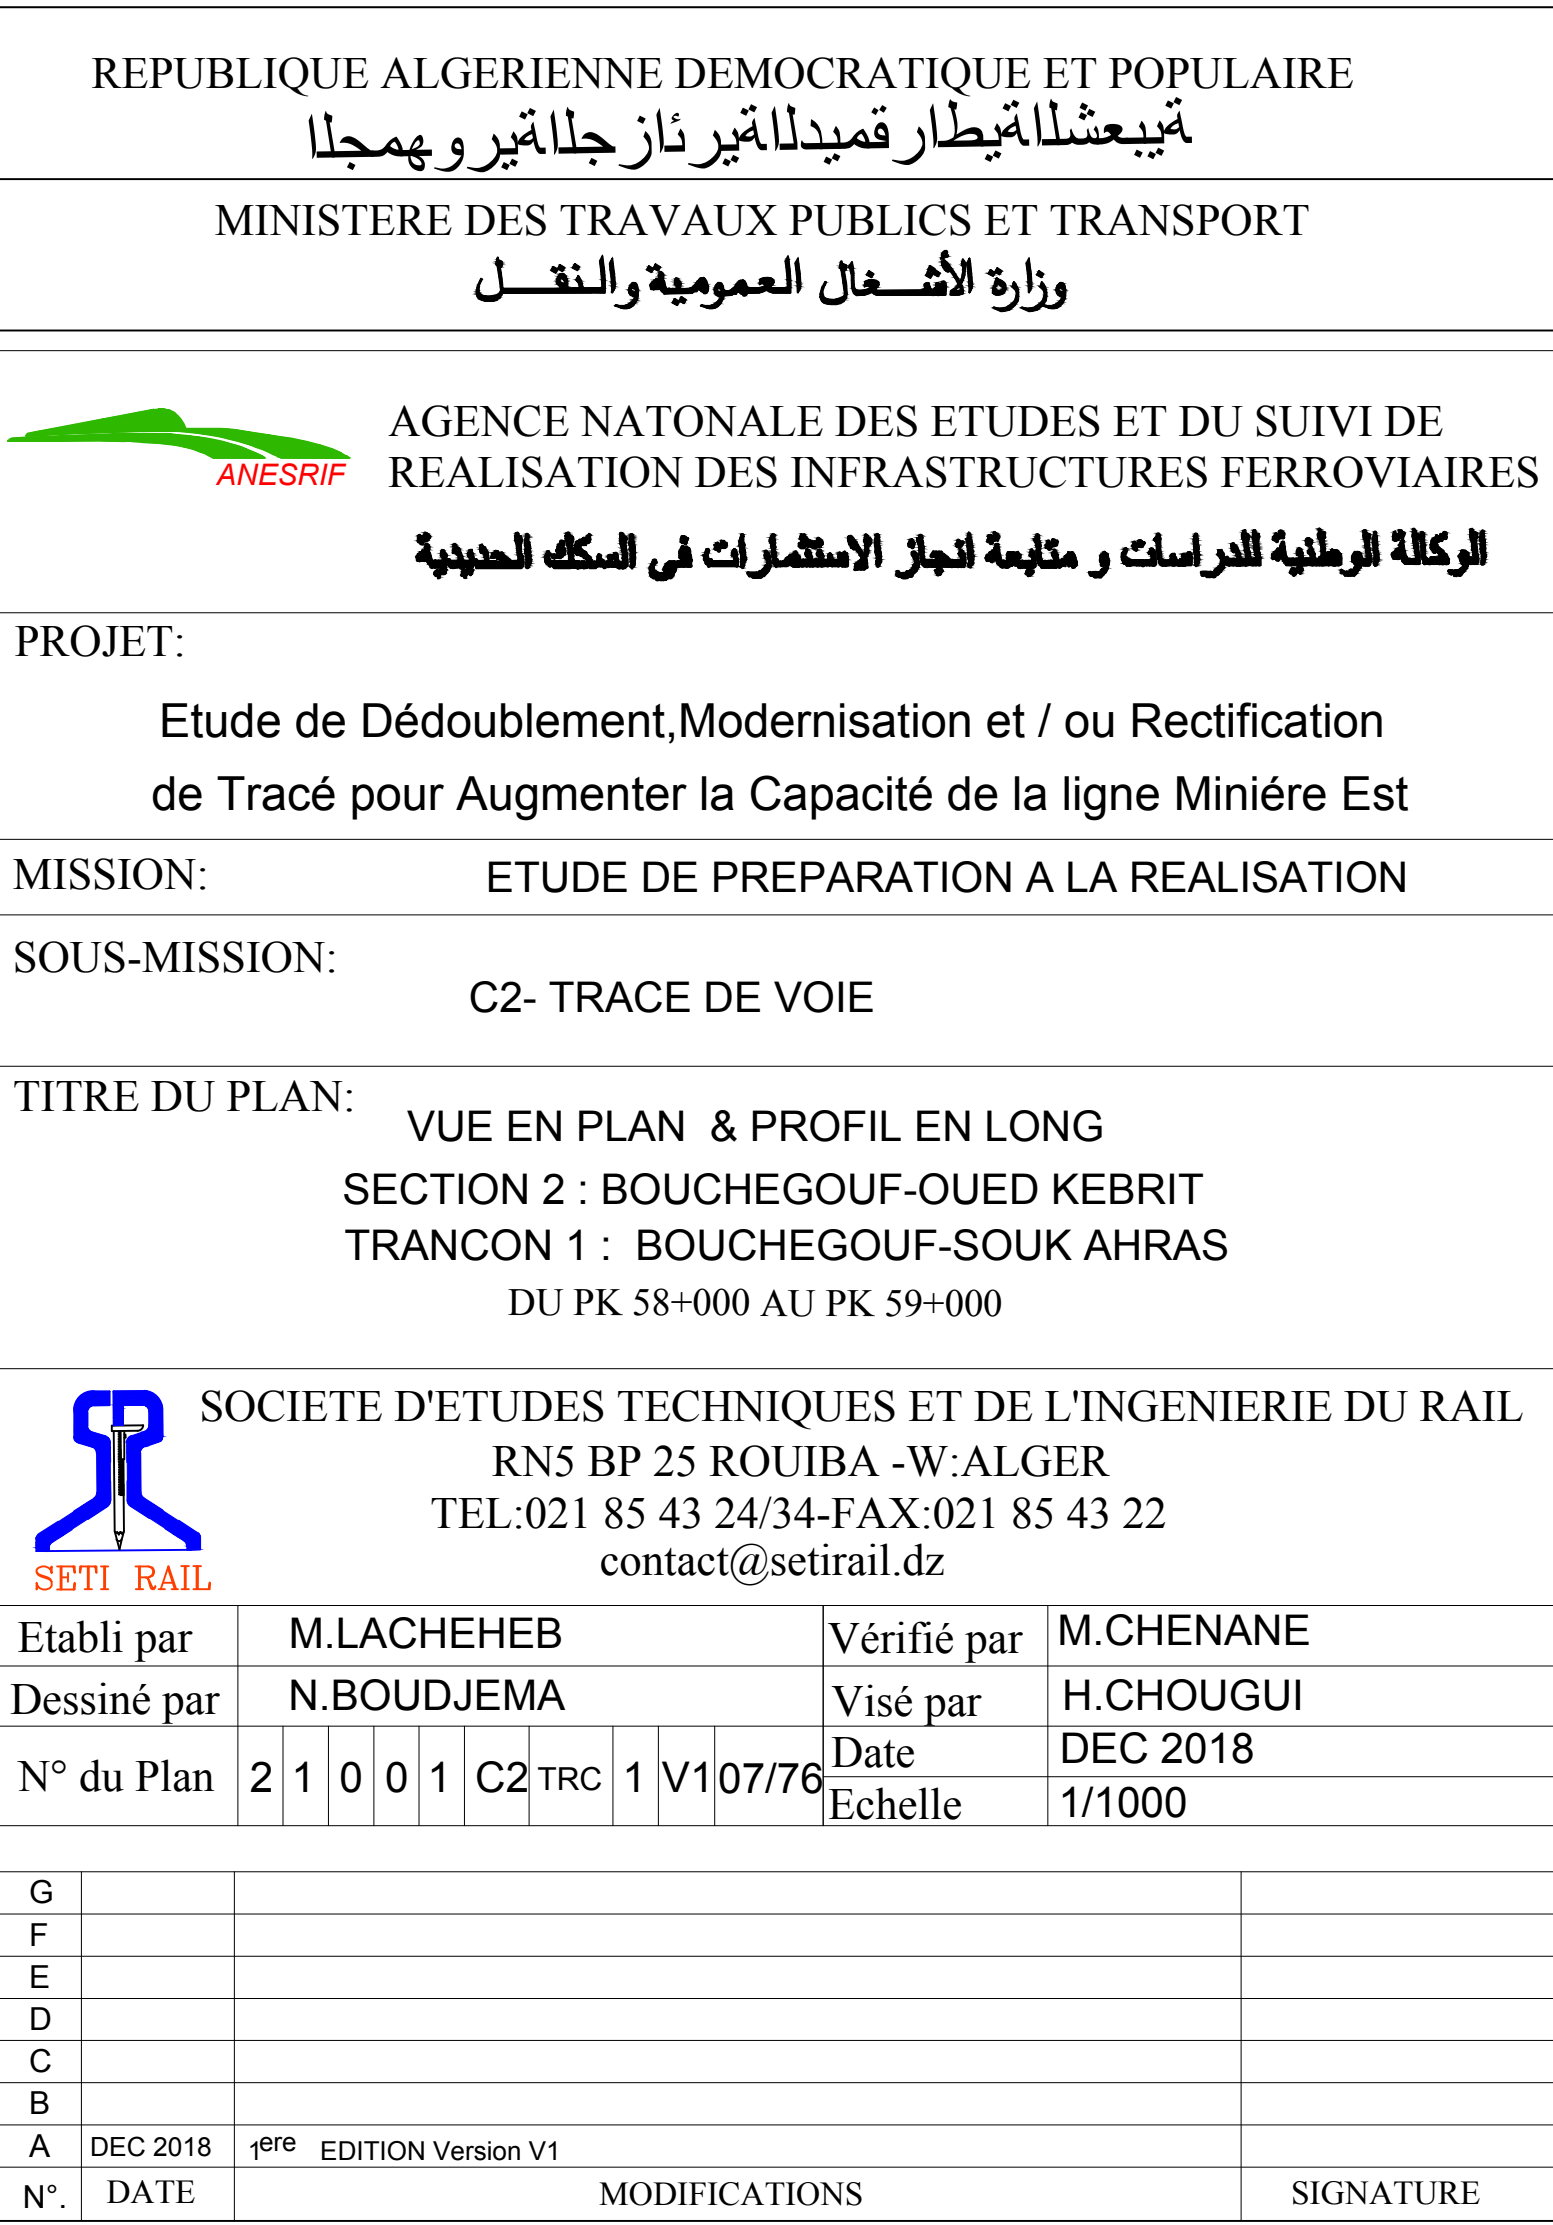 REPUBLIQUE ALGERIENNE DEMOCRATIQUE ET POPULAIRE
ةيبعشلاةيطارقميدلاةيرئازجلاةيروهمجلا
MINISTERE DES TRAVAUX PUBLICS ET TRANSPORT
وزارة الأشــغال العمومية والنقــل
ANESRIF
AGENCE NATONALE DES ETUDES ET DU SUIVI DE
REALISATION DES INFRASTRUCTURES FERROVIAIRES
الوكالة الوطنية للدراسات و متابعة انجاز الاستثمارات في السكك الحديدية
PROJET:
Etude de Dédoublement,Modernisation et / ou Rectification
de Tracé pour Augmenter la Capacité de la ligne Miniére Est
MISSION: ETUDE DE PREPARATION A LA REALISATION
SOUS-MISSION:
C2- TRACE DE VOIE
TITRE DU PLAN:
VUE EN PLAN & PROFIL EN LONG
SECTION 2 : BOUCHEGOUF-OUED KEBRIT
TRANCON 1 : BOUCHEGOUF-SOUK AHRAS
DU PK 58+000 AU PK 59+000
SOCIETE D'ETUDES TECHNIQUES ET DE L'INGENIERIE DU RAIL
RN5 BP 25 ROUIBA -W:ALGER
TEL:021 85 43 24/34-FAX:021 85 43 22
contact@setirail.dz
SETI RAIL
Etabli par M.LACHEHEB Vérifié par M.CHENANE
Dessiné par N.BOUDJEMA Visé par H.CHOUGUI
N° du Plan 2 1 0 0 1 C2 TRC 1 V1 07/76
Date DEC 2018
Echelle 1/1000
G
F
E
D
C
B
A DEC 2018 1ere EDITION Version V1
N°. DATE MODIFICATIONS SIGNATURE